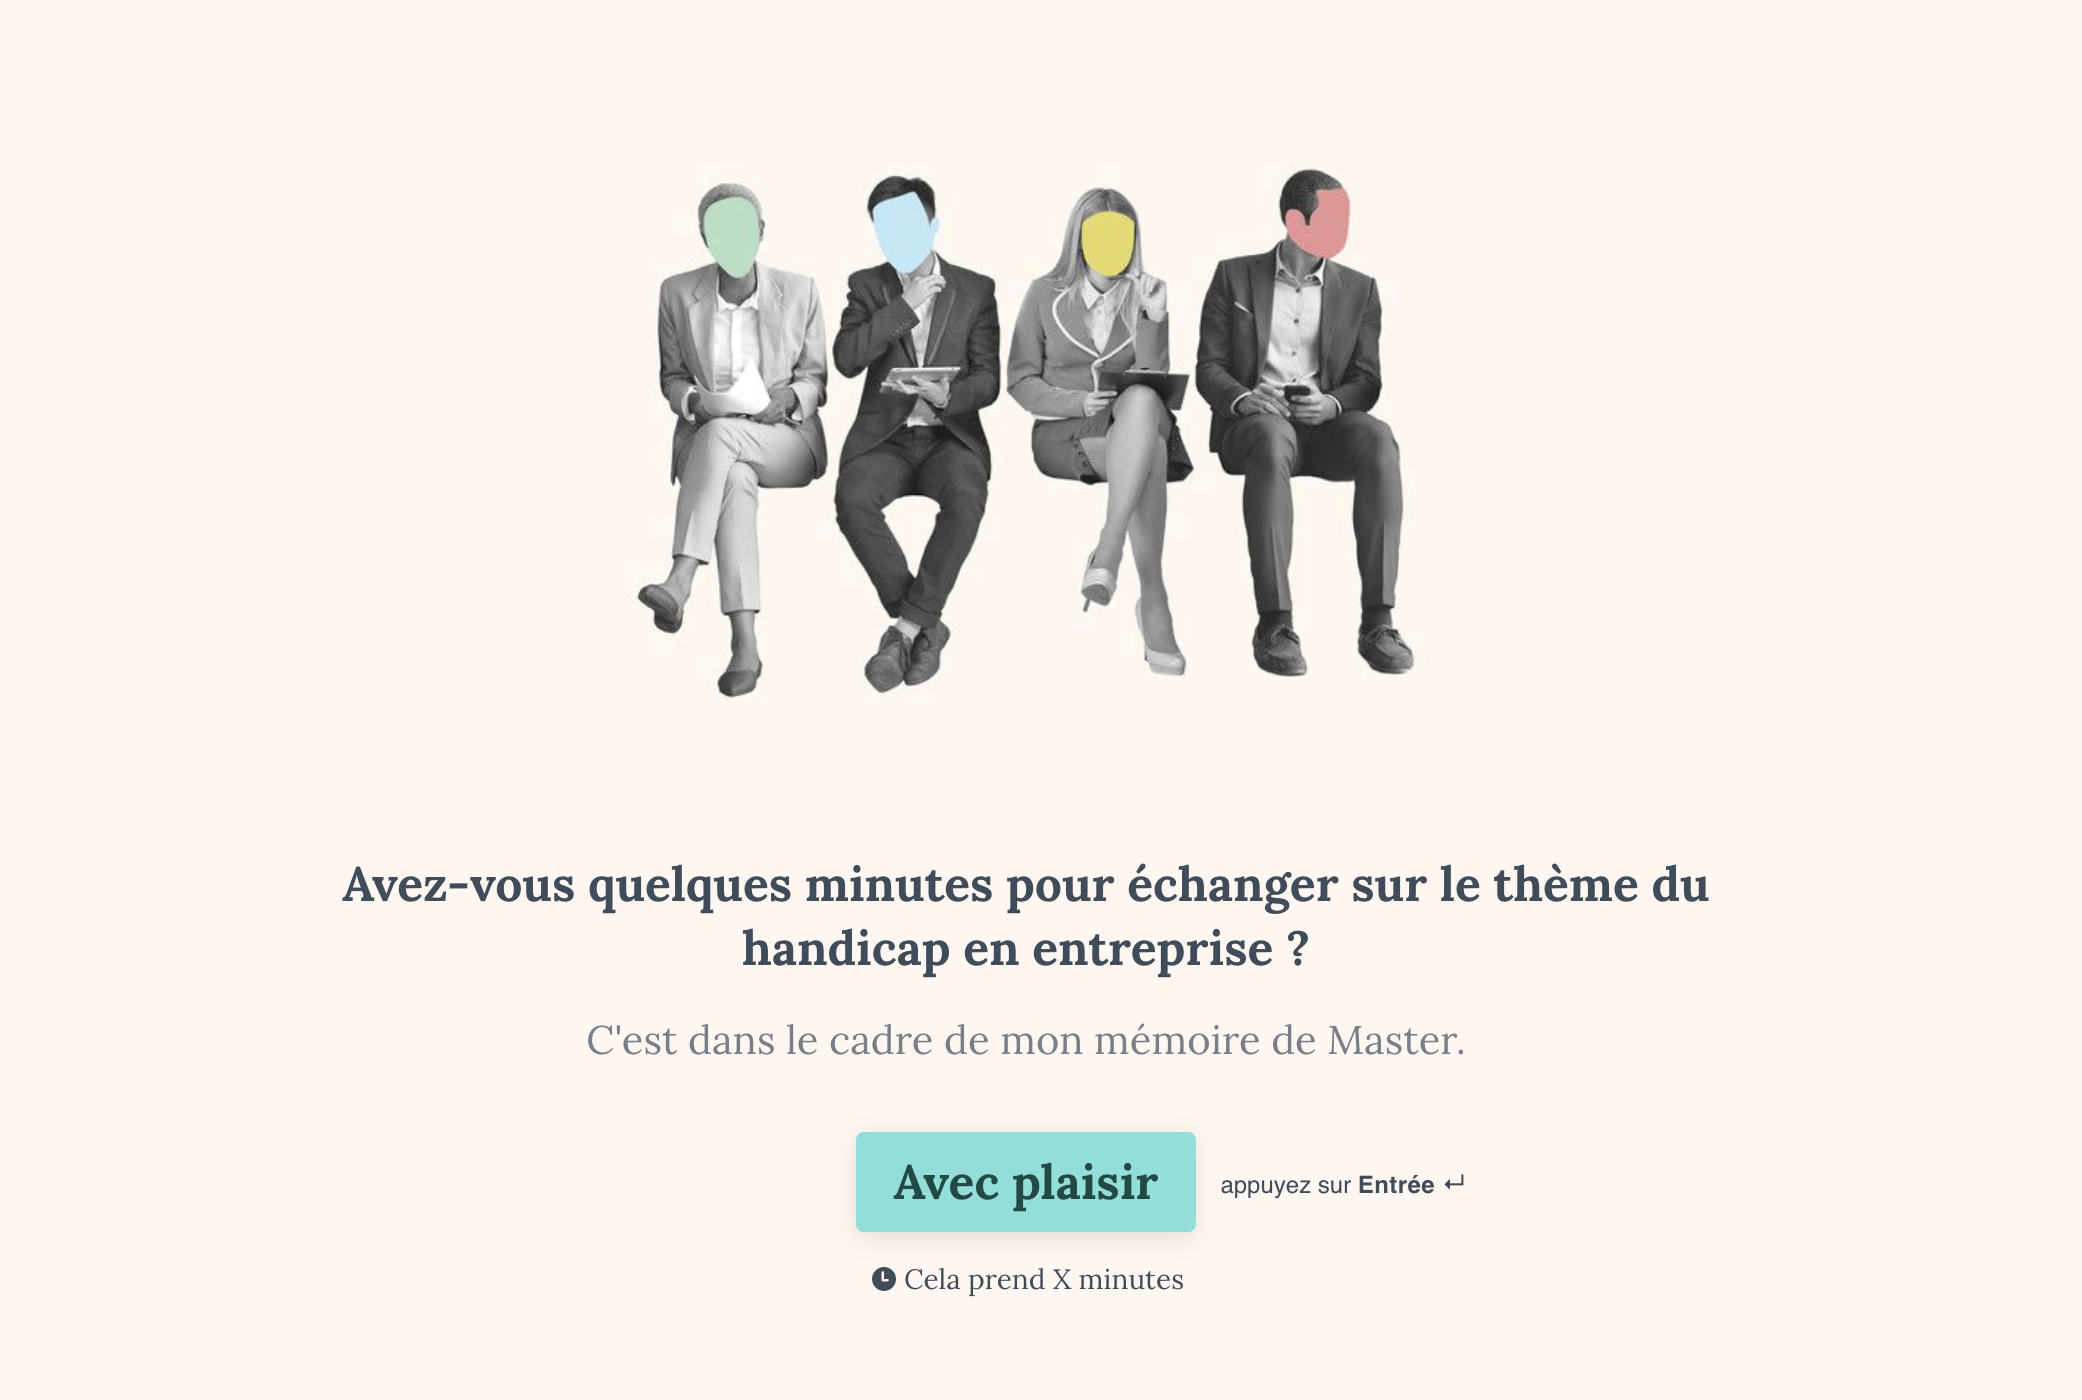 Avez-vous quelques minutes pour échanger sur le thème du
handicap en entreprise ?
C'est dans le cadre de mon mémoire de Master.
Avec plaisir
appuyez sur Entrée ↵
Cela prend X minutes